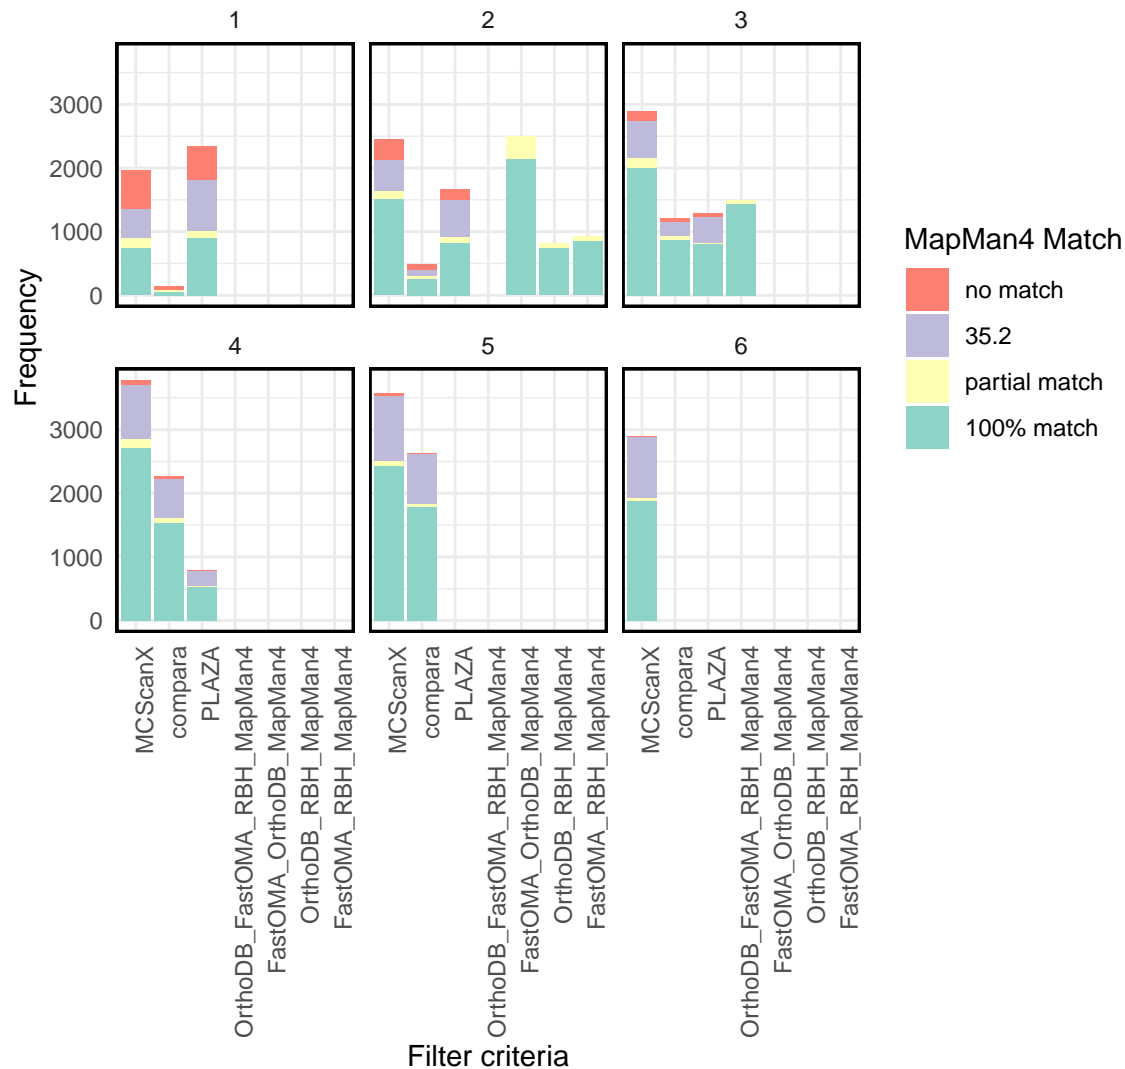 1
2
3
3000
2000
1000
0
4
5
6
3000
2000
1000
0
Frequency
MCScanX
compara
PLAZA
OrthoDB_FastOMA_RBH_MapMan4
FastOMA_OrthoDB_MapMan4
OrthoDB_RBH_MapMan4
FastOMA_RBH_MapMan4
MCScanX
compara
PLAZA
OrthoDB_FastOMA_RBH_MapMan4
FastOMA_OrthoDB_MapMan4
OrthoDB_RBH_MapMan4
FastOMA_RBH_MapMan4
MCScanX
compara
PLAZA
OrthoDB_FastOMA_RBH_MapMan4
FastOMA_OrthoDB_MapMan4
OrthoDB_RBH_MapMan4
FastOMA_RBH_MapMan4
Filter criteria
MapMan4 Match
no match
35.2
partial match
100% match